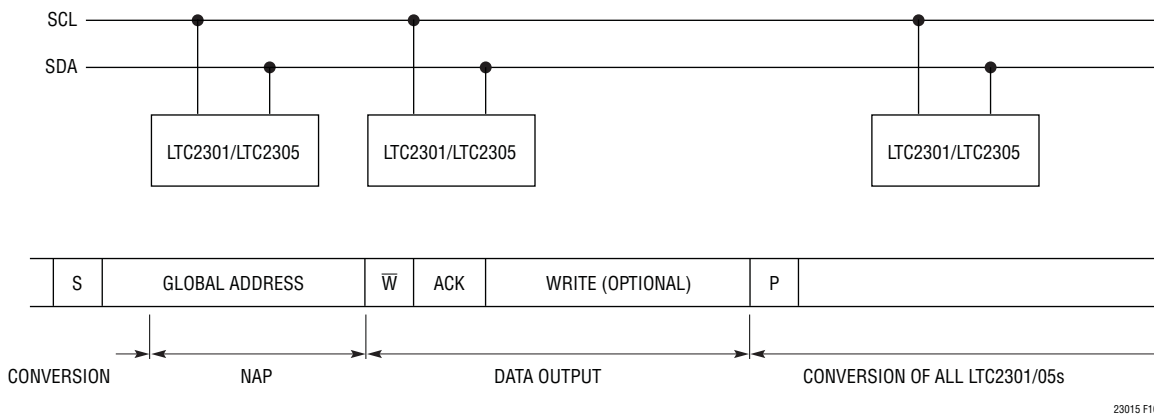 SCL
SDA
LTC2301/LTC2305 LTC2301/LTC2305 LTC2301/LTC2305
S GLOBAL ADDRESS W̅ ACK WRITE (OPTIONAL) P
CONVERSION NAP DATA OUTPUT CONVERSION OF ALL LTC2301/05s